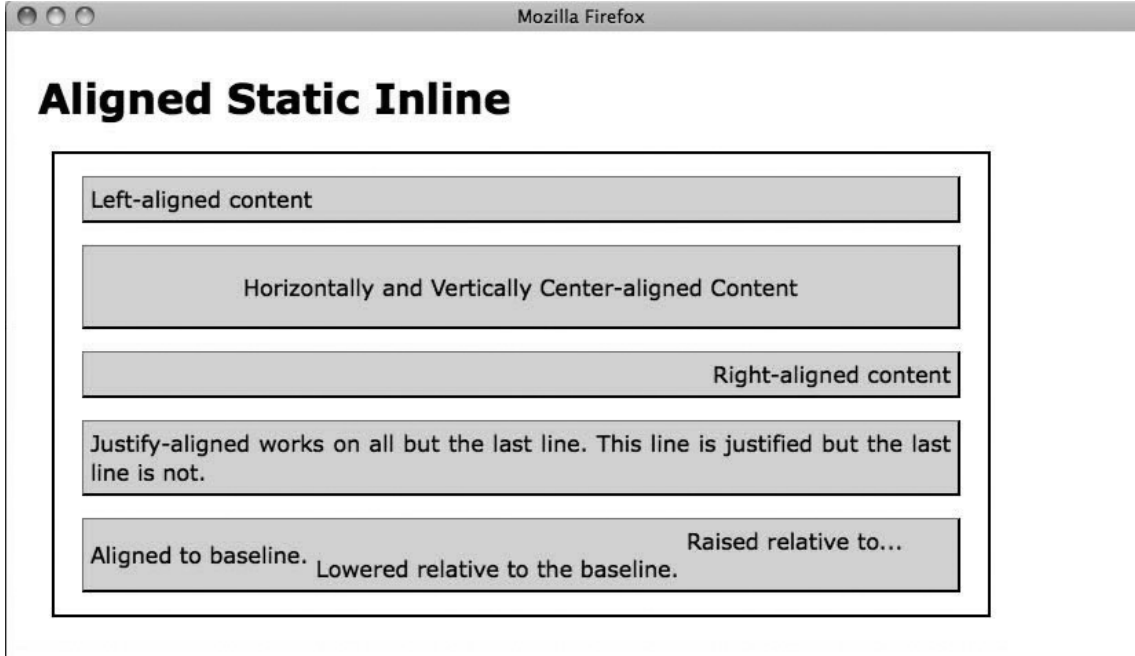 Mozilla Firefox
Aligned Static Inline
Left-aligned content
Horizontally and Vertically Center-aligned Content
Right-aligned content
Justify-aligned works on all but the last line. This line is justified but the last
line is not.
Aligned to baseline. Lowered relative to the baseline. Raised relative to...